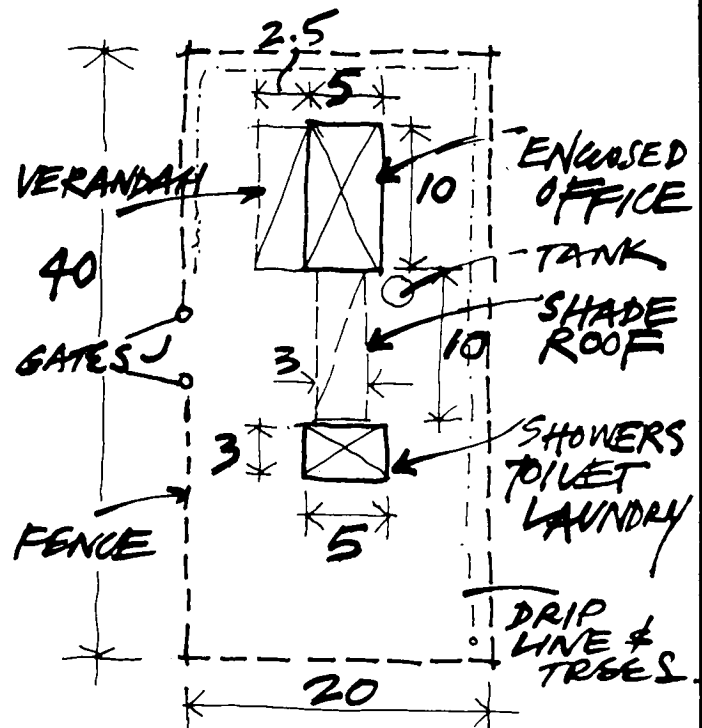 2.5
5
VERANDAH
ENCLOSED
OFFICE
10
TANK
40
SHADE
ROOF
10
GATES
3
3
SHOWERS
TOILET
LAUNDRY
5
FENCE
DRIP
LINE &
TREES.
20